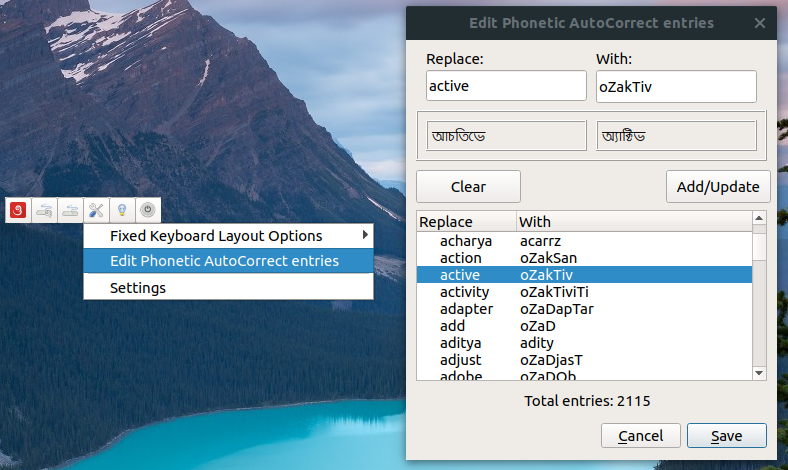 Edit Phonetic AutoCorrect entries
Replace: With:
active oZakTiv
আচতিভে অ্যাক্টিভ
Clear Add/Update
Replace With
acharya acarrz
action oZakSan
active oZakTiv
activity oZakTiviTi
adapter oZaDapTar
add oZaD
aditya adity
adjust oZaDjasT
adobe oZaDOb
Total entries: 2115
Cancel Save
Fixed Keyboard Layout Options
Edit Phonetic AutoCorrect entries
Settings